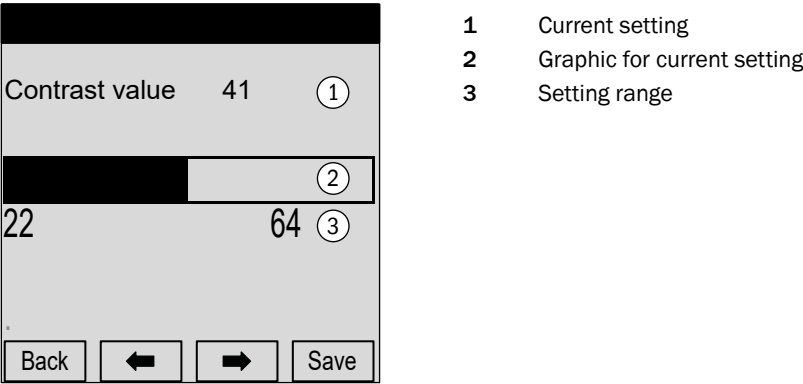 Contrast value 41 1
2
22 64 3
Back Save
1 Current setting
2 Graphic for current setting
3 Setting range